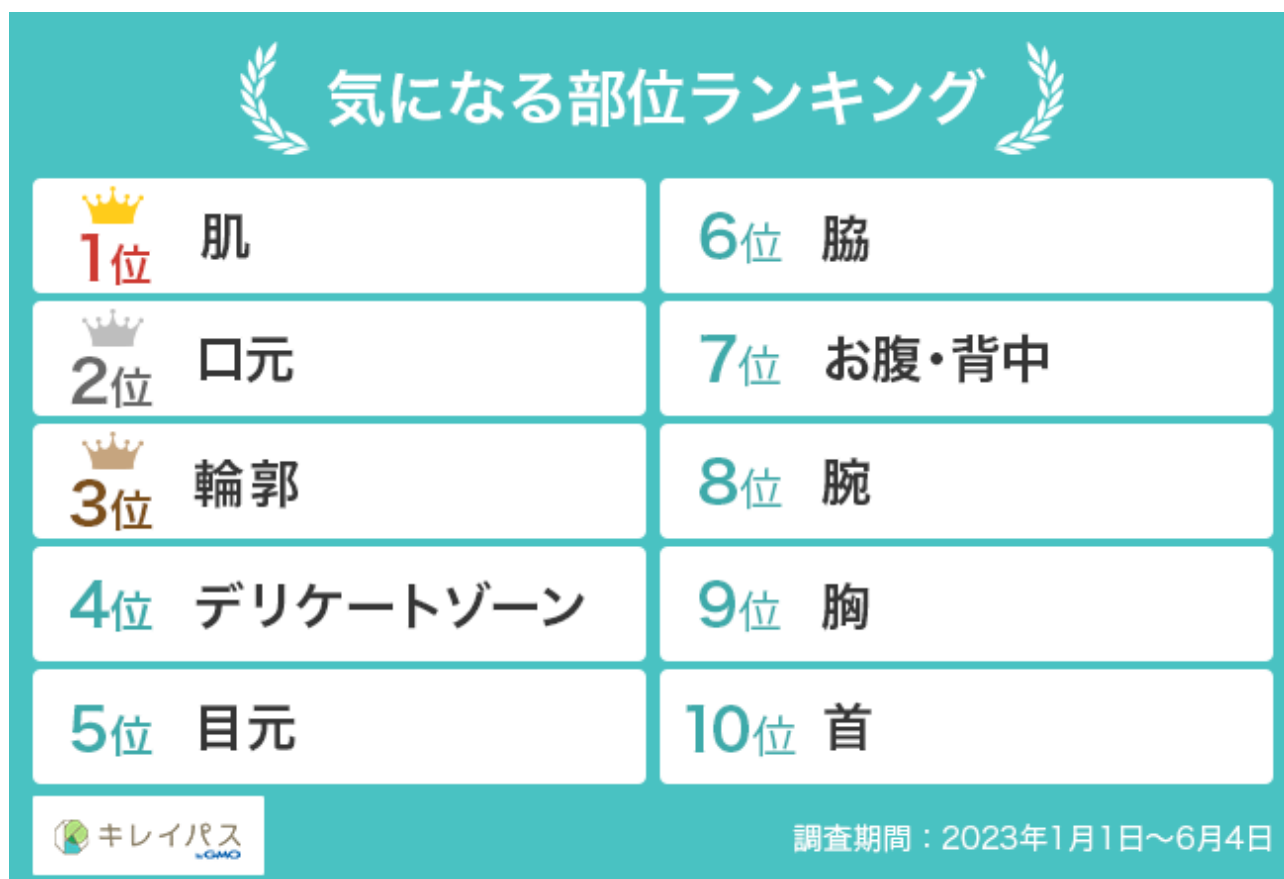 気になる部位ランキング
1位 肌
2位 口元
3位 輪郭
4位 デリケートゾーン
5位 目元
6位 脇
7位 お腹・背中
8位 腕
9位 胸
10位 首
キレイパス
byGMO
調査期間：2023年1月1日～6月4日